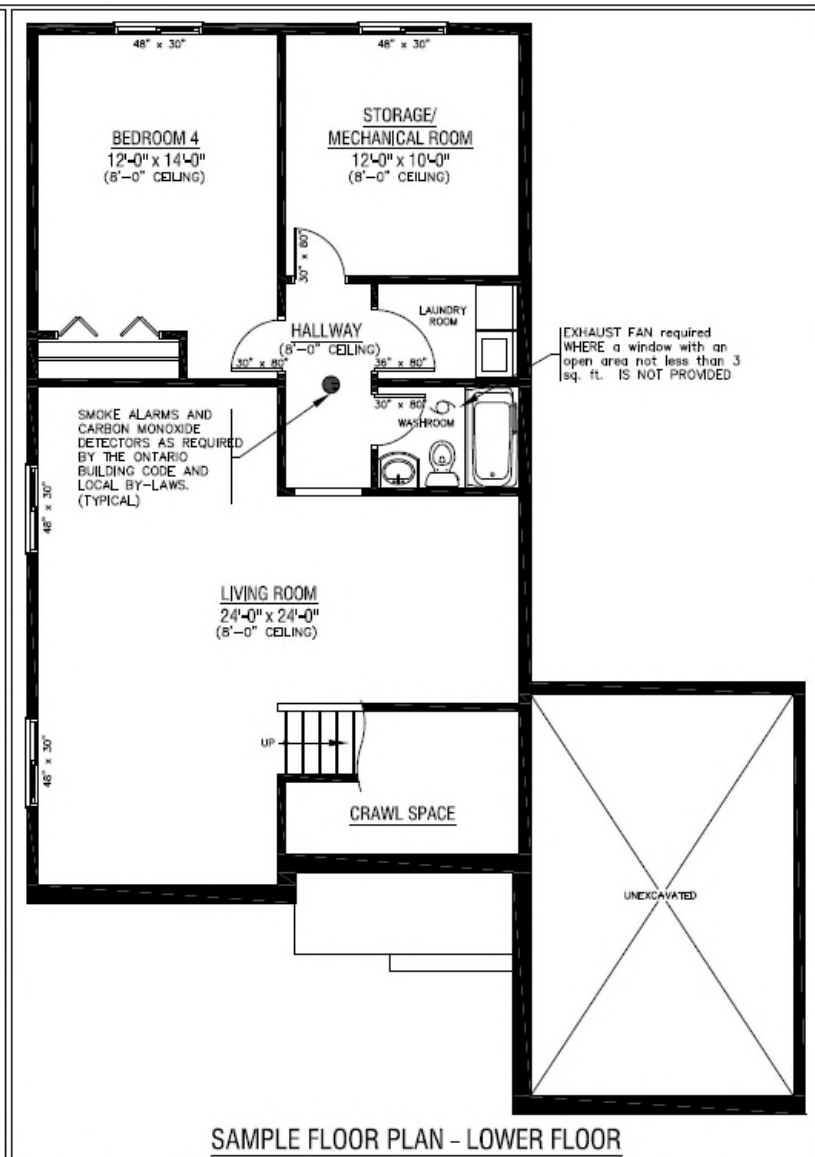 48" x 30"
48" x 30"
BEDROOM 4
12'-0" x 14'-0"
(8'-0" CEILING)
STORAGE/
MECHANICAL ROOM
12'-0" x 10'-0"
(8'-0" CEILING)
30" x 80"
LAUNDRY
ROOM
HALLWAY
(8'-0" CEILING)
30" x 80"
36" x 80"
EXHAUST FAN required
WHERE a window with an
open area not less than 3
sq. ft. IS NOT PROVIDED
30" x 80"
WASHROOM
SMOKE ALARMS AND
CARBON MONOXIDE
DETECTORS AS REQUIRED
BY THE ONTARIO
BUILDING CODE AND
LOCAL BY-LAWS.
(TYPICAL)
48" x 30"
LIVING ROOM
24'-0" x 24'-0"
(8'-0" CEILING)
UP
48" x 30"
CRAWL SPACE
UNEXCAVATED
SAMPLE FLOOR PLAN - LOWER FLOOR